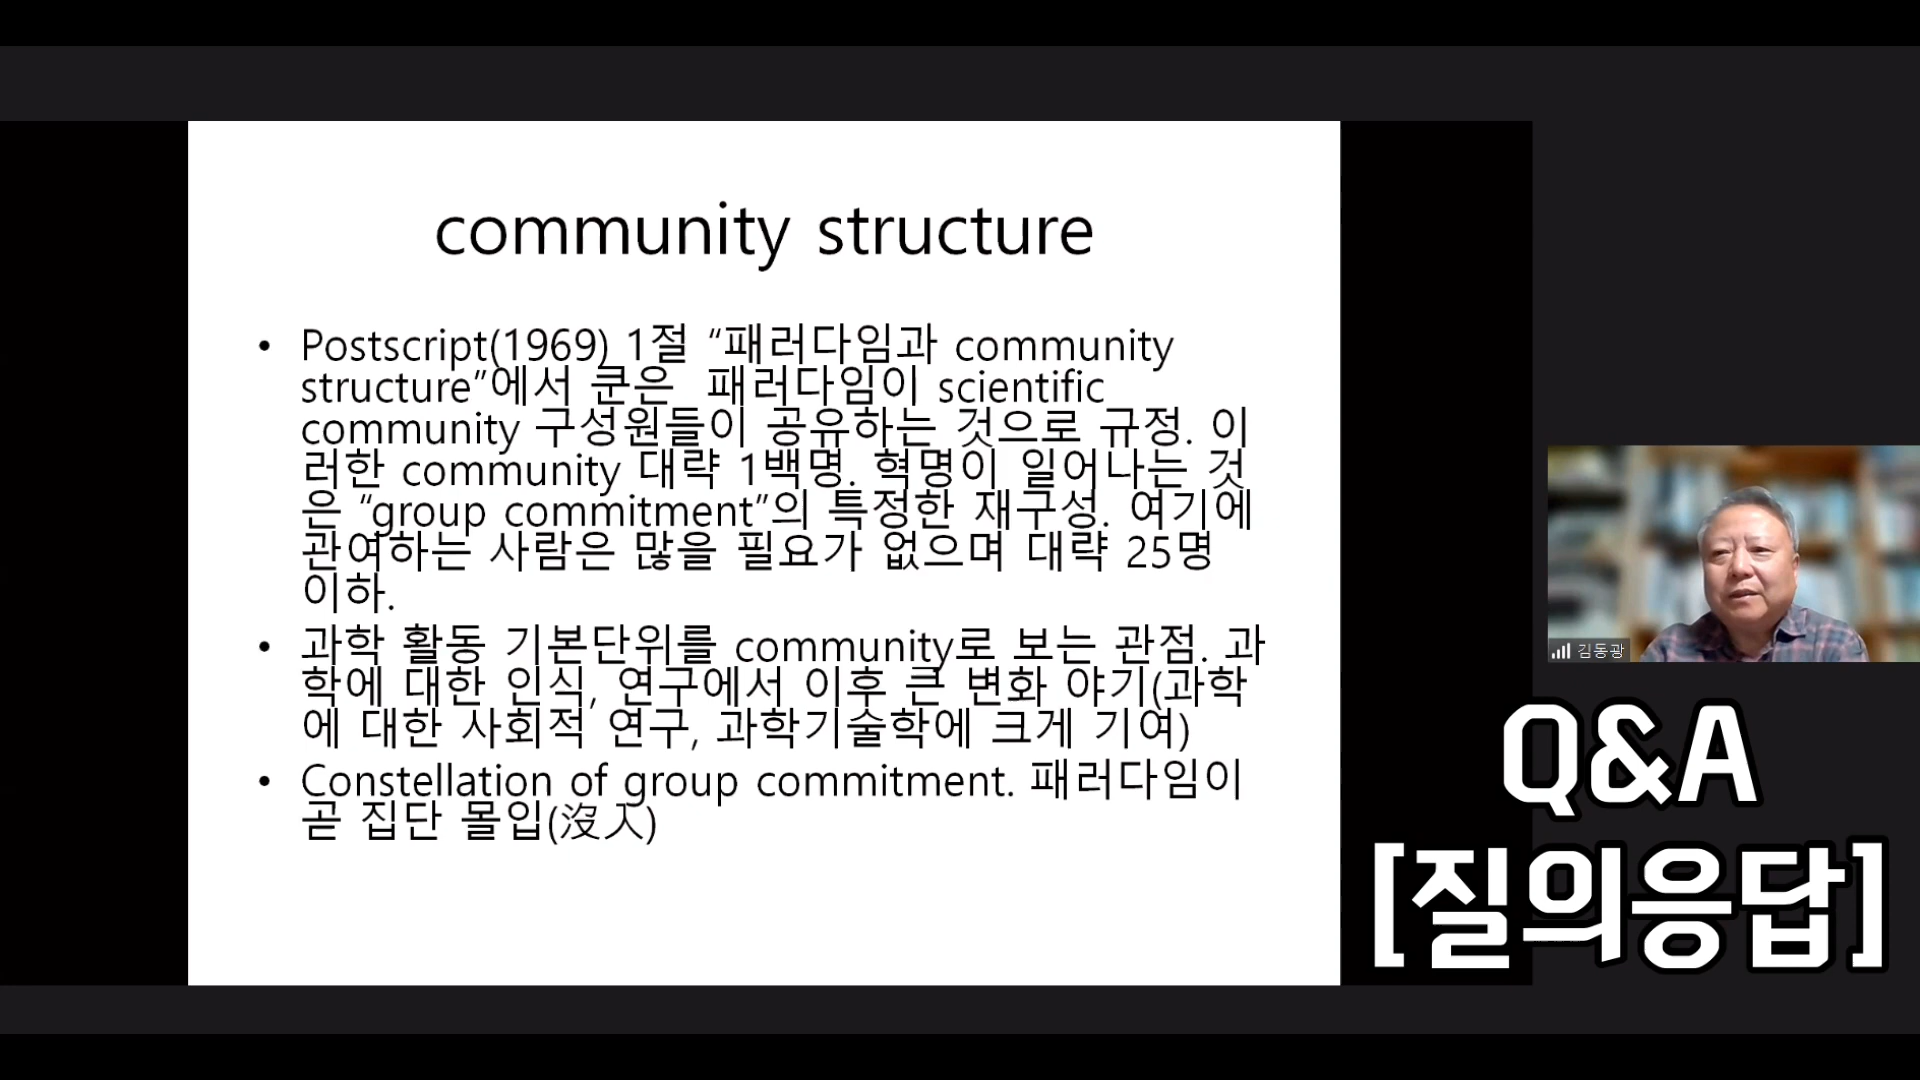 community structure
• Postscript(1969) 1절 “패러다임과 community
structure”에서 쿤은 패러다임이 scientific
community 구성원들이 공유하는 것으로 규정. 이
러한 community 대략 1백명. 혁명이 일어나는 것
은 “group commitment”의 특정한 재구성. 여기에
관여하는 사람은 많을 필요가 없으며 대략 25명
이하.
• 과학 활동 기본단위를 community로 보는 관점. 과
학에 대한 인식, 연구에서 이후 큰 변화 야기(과학
에 대한 사회적 연구, 과학기술학에 크게 기여)
• Constellation of group commitment. 패러다임이
곧 집단 몰입(沒入)
김동광
Q&A
[질의응답]